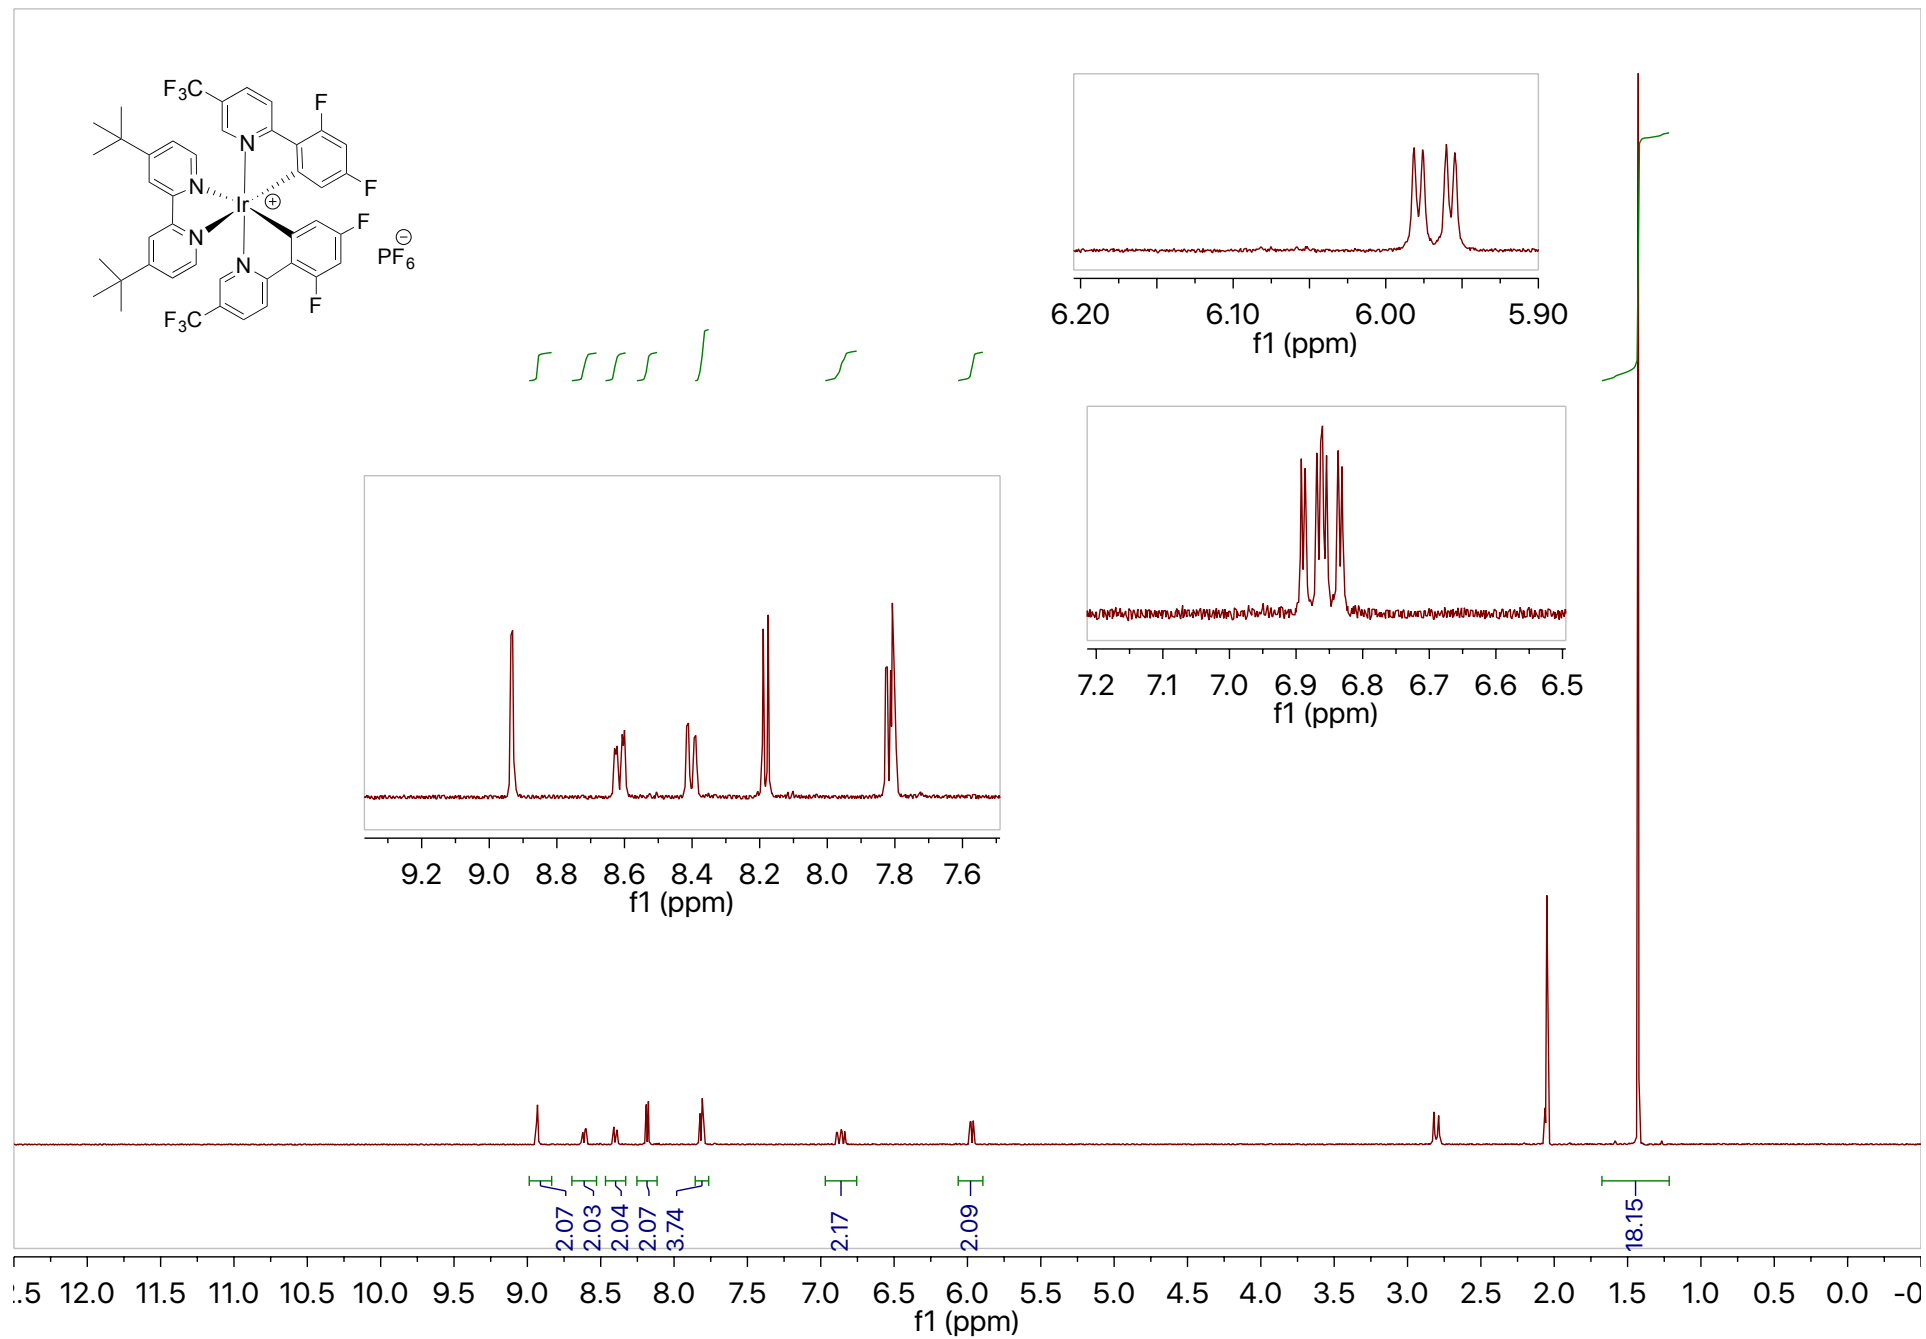 F₃C
F
N
F
N
Ir
⊕
N
F
⊖
PF₆
N
F
F₃C
6.20 6.10 6.00 5.90
f1 (ppm)
7.2 7.1 7.0 6.9 6.8 6.7 6.6 6.5
f1 (ppm)
9.2 9.0 8.8 8.6 8.4 8.2 8.0 7.8 7.6
f1 (ppm)
2.07 2.03 2.04 2.07 3.74 2.17 2.09 18.15
.5 12.0 11.5 11.0 10.5 10.0 9.5 9.0 8.5 8.0 7.5 7.0 6.5 6.0 5.5 5.0 4.5 4.0 3.5 3.0 2.5 2.0 1.5 1.0 0.5 0.0 -0
f1 (ppm)